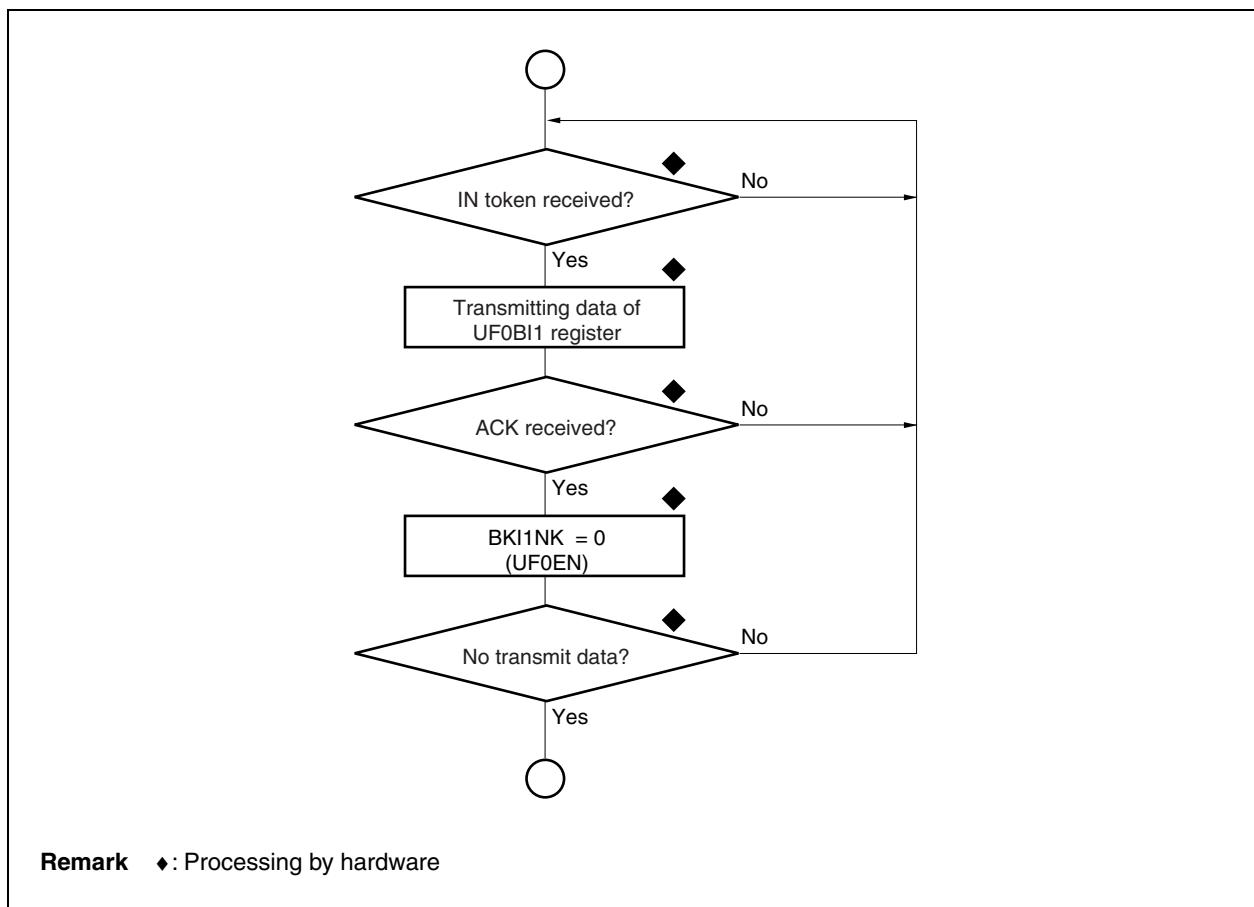 IN token received?
No
Yes
Transmitting data of
UF0BI1 register
ACK received?
No
Yes
BKI1NK = 0
(UF0EN)
No transmit data?
No
Yes
Remark ♦: Processing by hardware